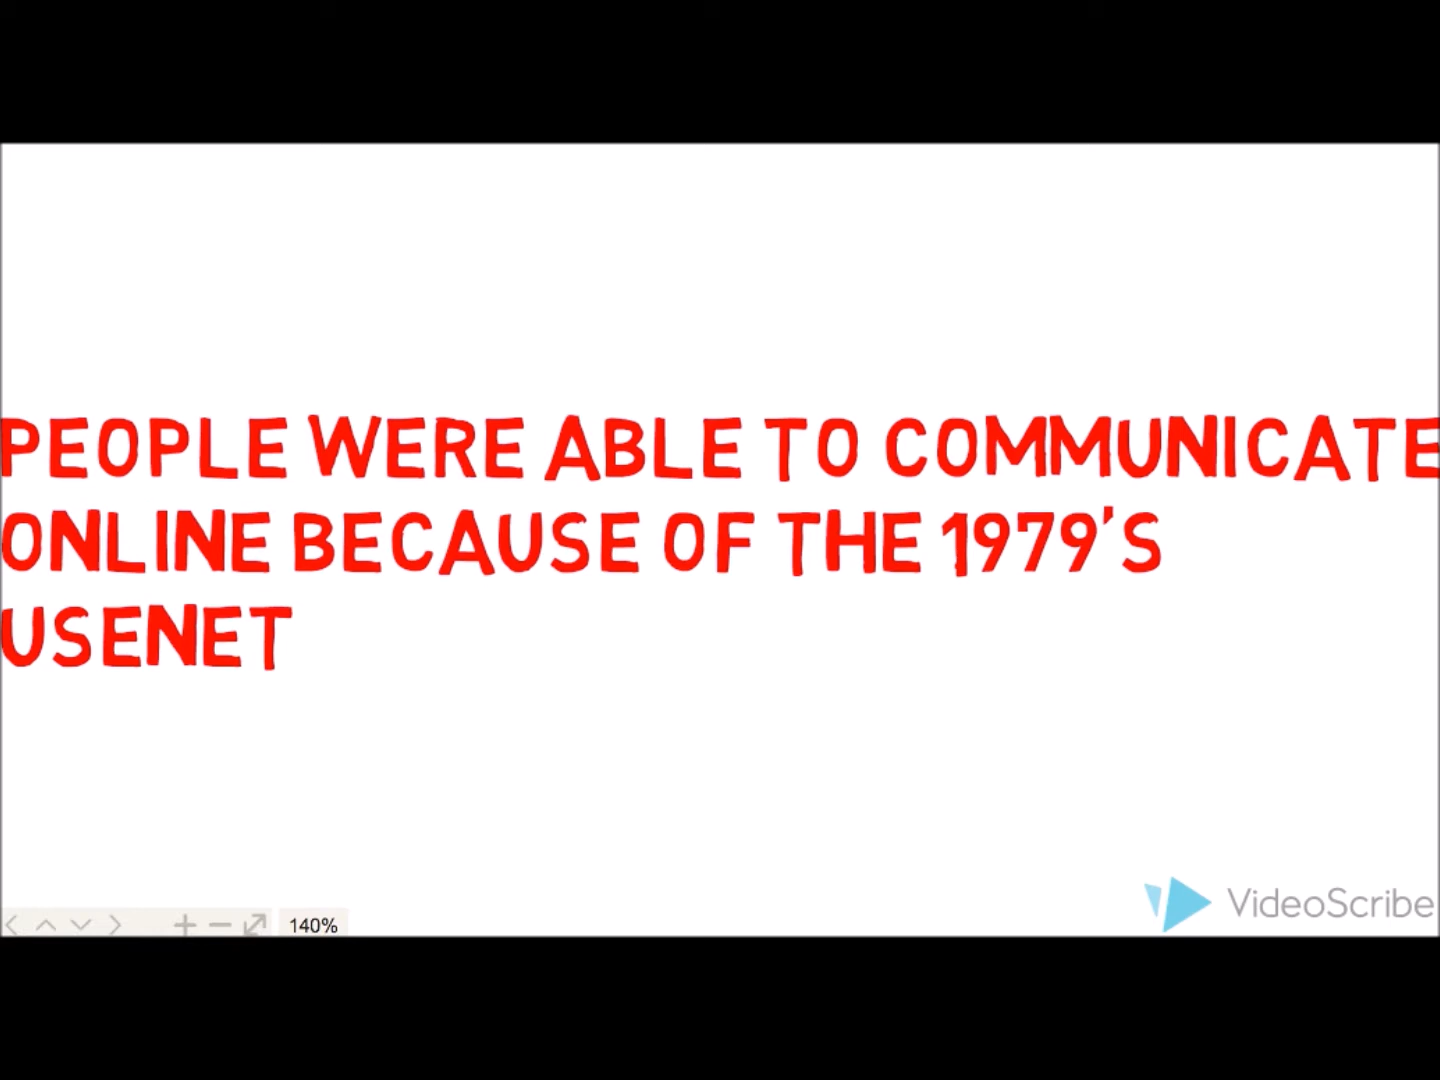 PEOPLE WERE ABLE TO COMMUNICATE
ONLINE BECAUSE OF THE 1979'S
USENET
140%
VideoScribe